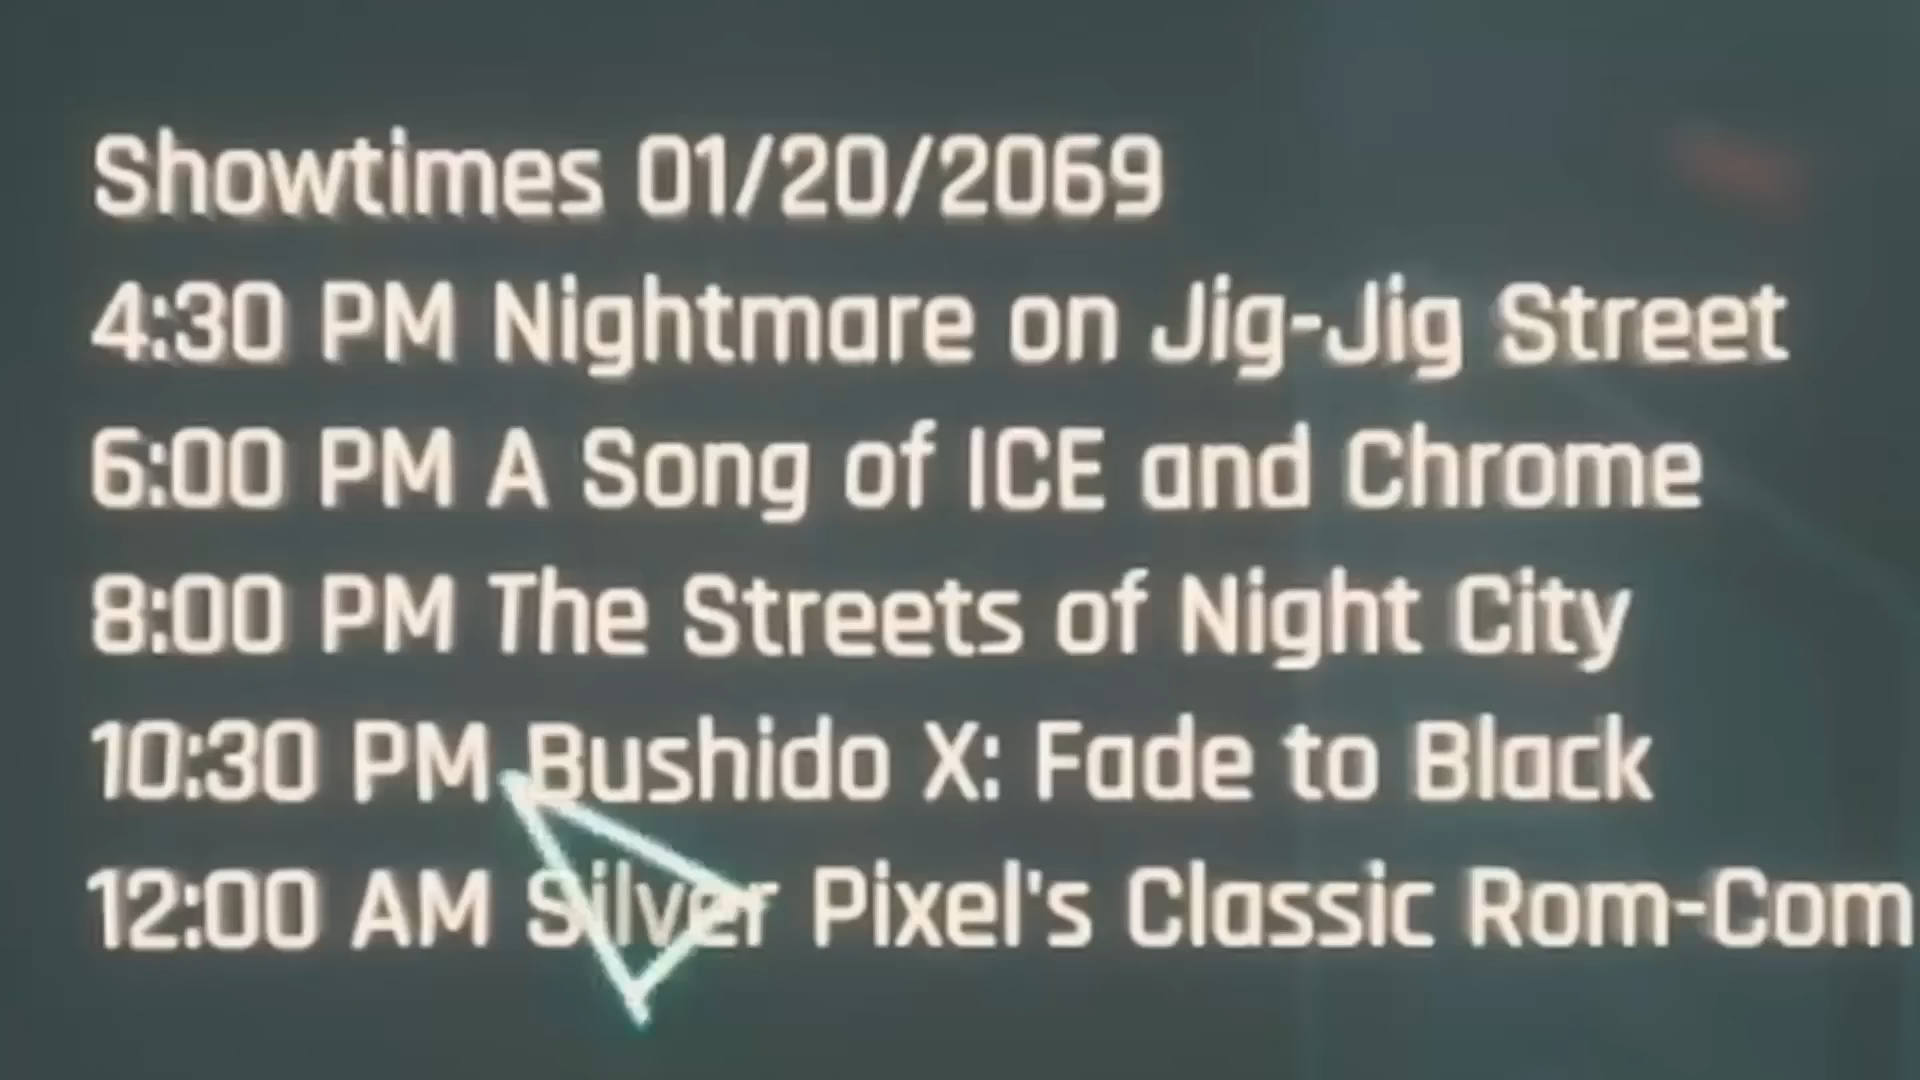 Showtimes 01/20/2069
4:30 PM Nightmare on Jig-Jig Street
6:00 PM A Song of ICE and Chrome
8:00 PM The Streets of Night City
10:30 PM Bushido X: Fade to Black
12:00 AM Silver Pixel's Classic Rom-Com